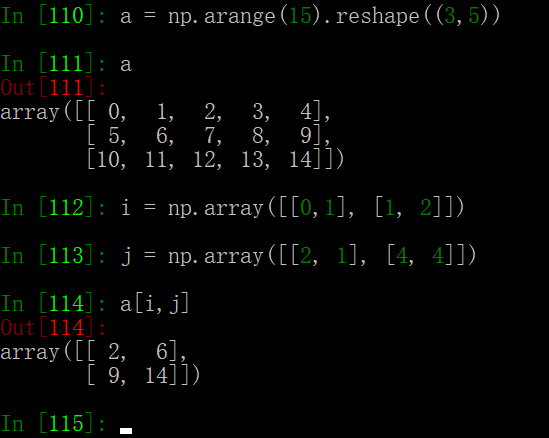 In [110]: a = np.arange(15).reshape((3,5))
In [111]: a
Out[111]:
array([[ 0,  1,  2,  3,  4],
       [ 5,  6,  7,  8,  9],
       [10, 11, 12, 13, 14]])
In [112]: i = np.array([[0,1], [1, 2]])
In [113]: j = np.array([[2, 1], [4, 4]])
In [114]: a[i,j]
Out[114]:
array([[ 2,  6],
       [ 9, 14]])
In [115]: